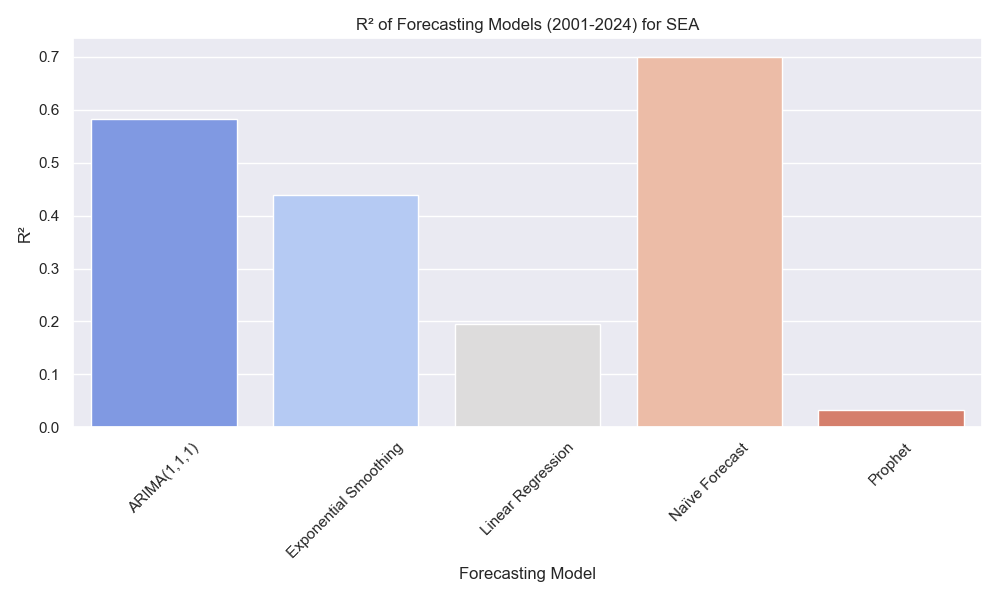 R² of Forecasting Models (2001-2024) for SEA
0.7
0.6
0.5
0.4
0.3
0.2
0.1
0.0
R²
ARIMA(1,1,1)
Exponential Smoothing
Linear Regression
Naïve Forecast
Prophet
Forecasting Model